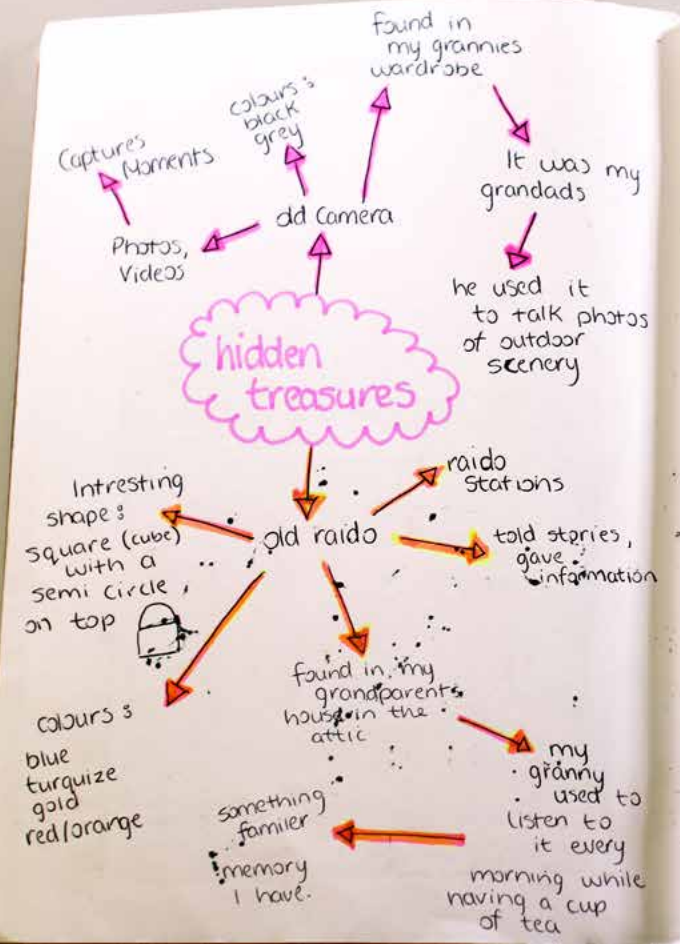 found in
my grannies
wardrobe
colours :
black
grey
Captures
Moments
It was my
grandads
old Camera
Photos,
Videos
he used it
to talk photos
of outdoor
scenery
hidden
treasures
raido
Stations
Intresting
shape :
square (cube)
with a
semi circle
on top
old raido
told stories,
gave
information
found in my
grandparents
house in the
attic
colours :
blue
turquize
gold
red/orange
my
granny
used to
listen to
it every
morning while
having a cup
of tea
something
familer
memory
I have.